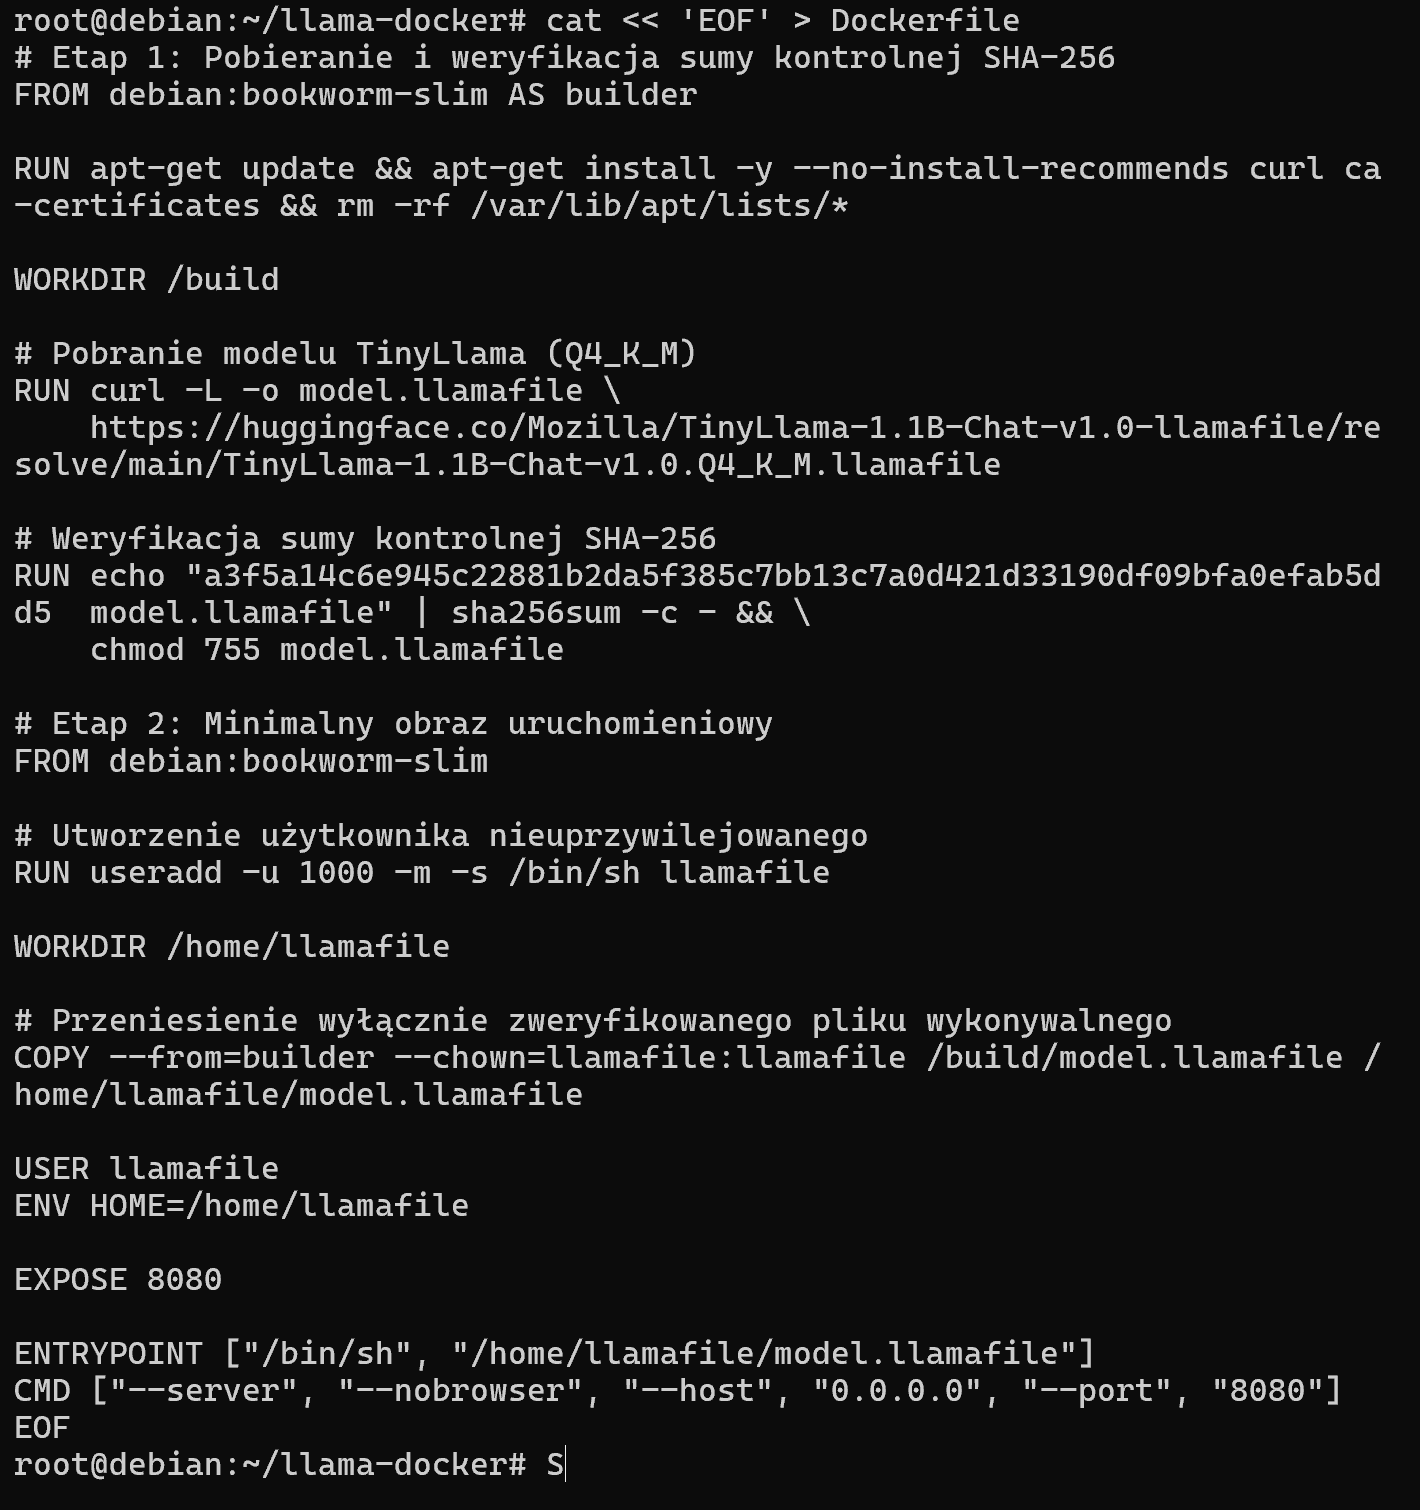 root@debian:~/llama-docker# cat << 'EOF' > Dockerfile
# Etap 1: Pobieranie i weryfikacja sumy kontrolnej SHA-256
FROM debian:bookworm-slim AS builder
RUN apt-get update && apt-get install -y --no-install-recommends curl ca
-certificates && rm -rf /var/lib/apt/lists/*
WORKDIR /build
# Pobranie modelu TinyLlama (Q4_K_M)
RUN curl -L -o model.llamafile \
    https://huggingface.co/Mozilla/TinyLlama-1.1B-Chat-v1.0-llamafile/re
solve/main/TinyLlama-1.1B-Chat-v1.0.Q4_K_M.llamafile
# Weryfikacja sumy kontrolnej SHA-256
RUN echo "a3f5a14c6e945c22881b2da5f385c7bb13c7a0d421d33190df09bfa0efab5d
d5  model.llamafile" | sha256sum -c - && \
    chmod 755 model.llamafile
# Etap 2: Minimalny obraz uruchomieniowy
FROM debian:bookworm-slim
# Utworzenie użytkownika nieuprzywilejowanego
RUN useradd -u 1000 -m -s /bin/sh llamafile
WORKDIR /home/llamafile
# Przeniesienie wyłącznie zweryfikowanego pliku wykonywalnego
COPY --from=builder --chown=llamafile:llamafile /build/model.llamafile /
home/llamafile/model.llamafile
USER llamafile
ENV HOME=/home/llamafile
EXPOSE 8080
ENTRYPOINT ["/bin/sh", "/home/llamafile/model.llamafile"]
CMD ["--server", "--nobrowser", "--host", "0.0.0.0", "--port", "8080"]
EOF
root@debian:~/llama-docker# S